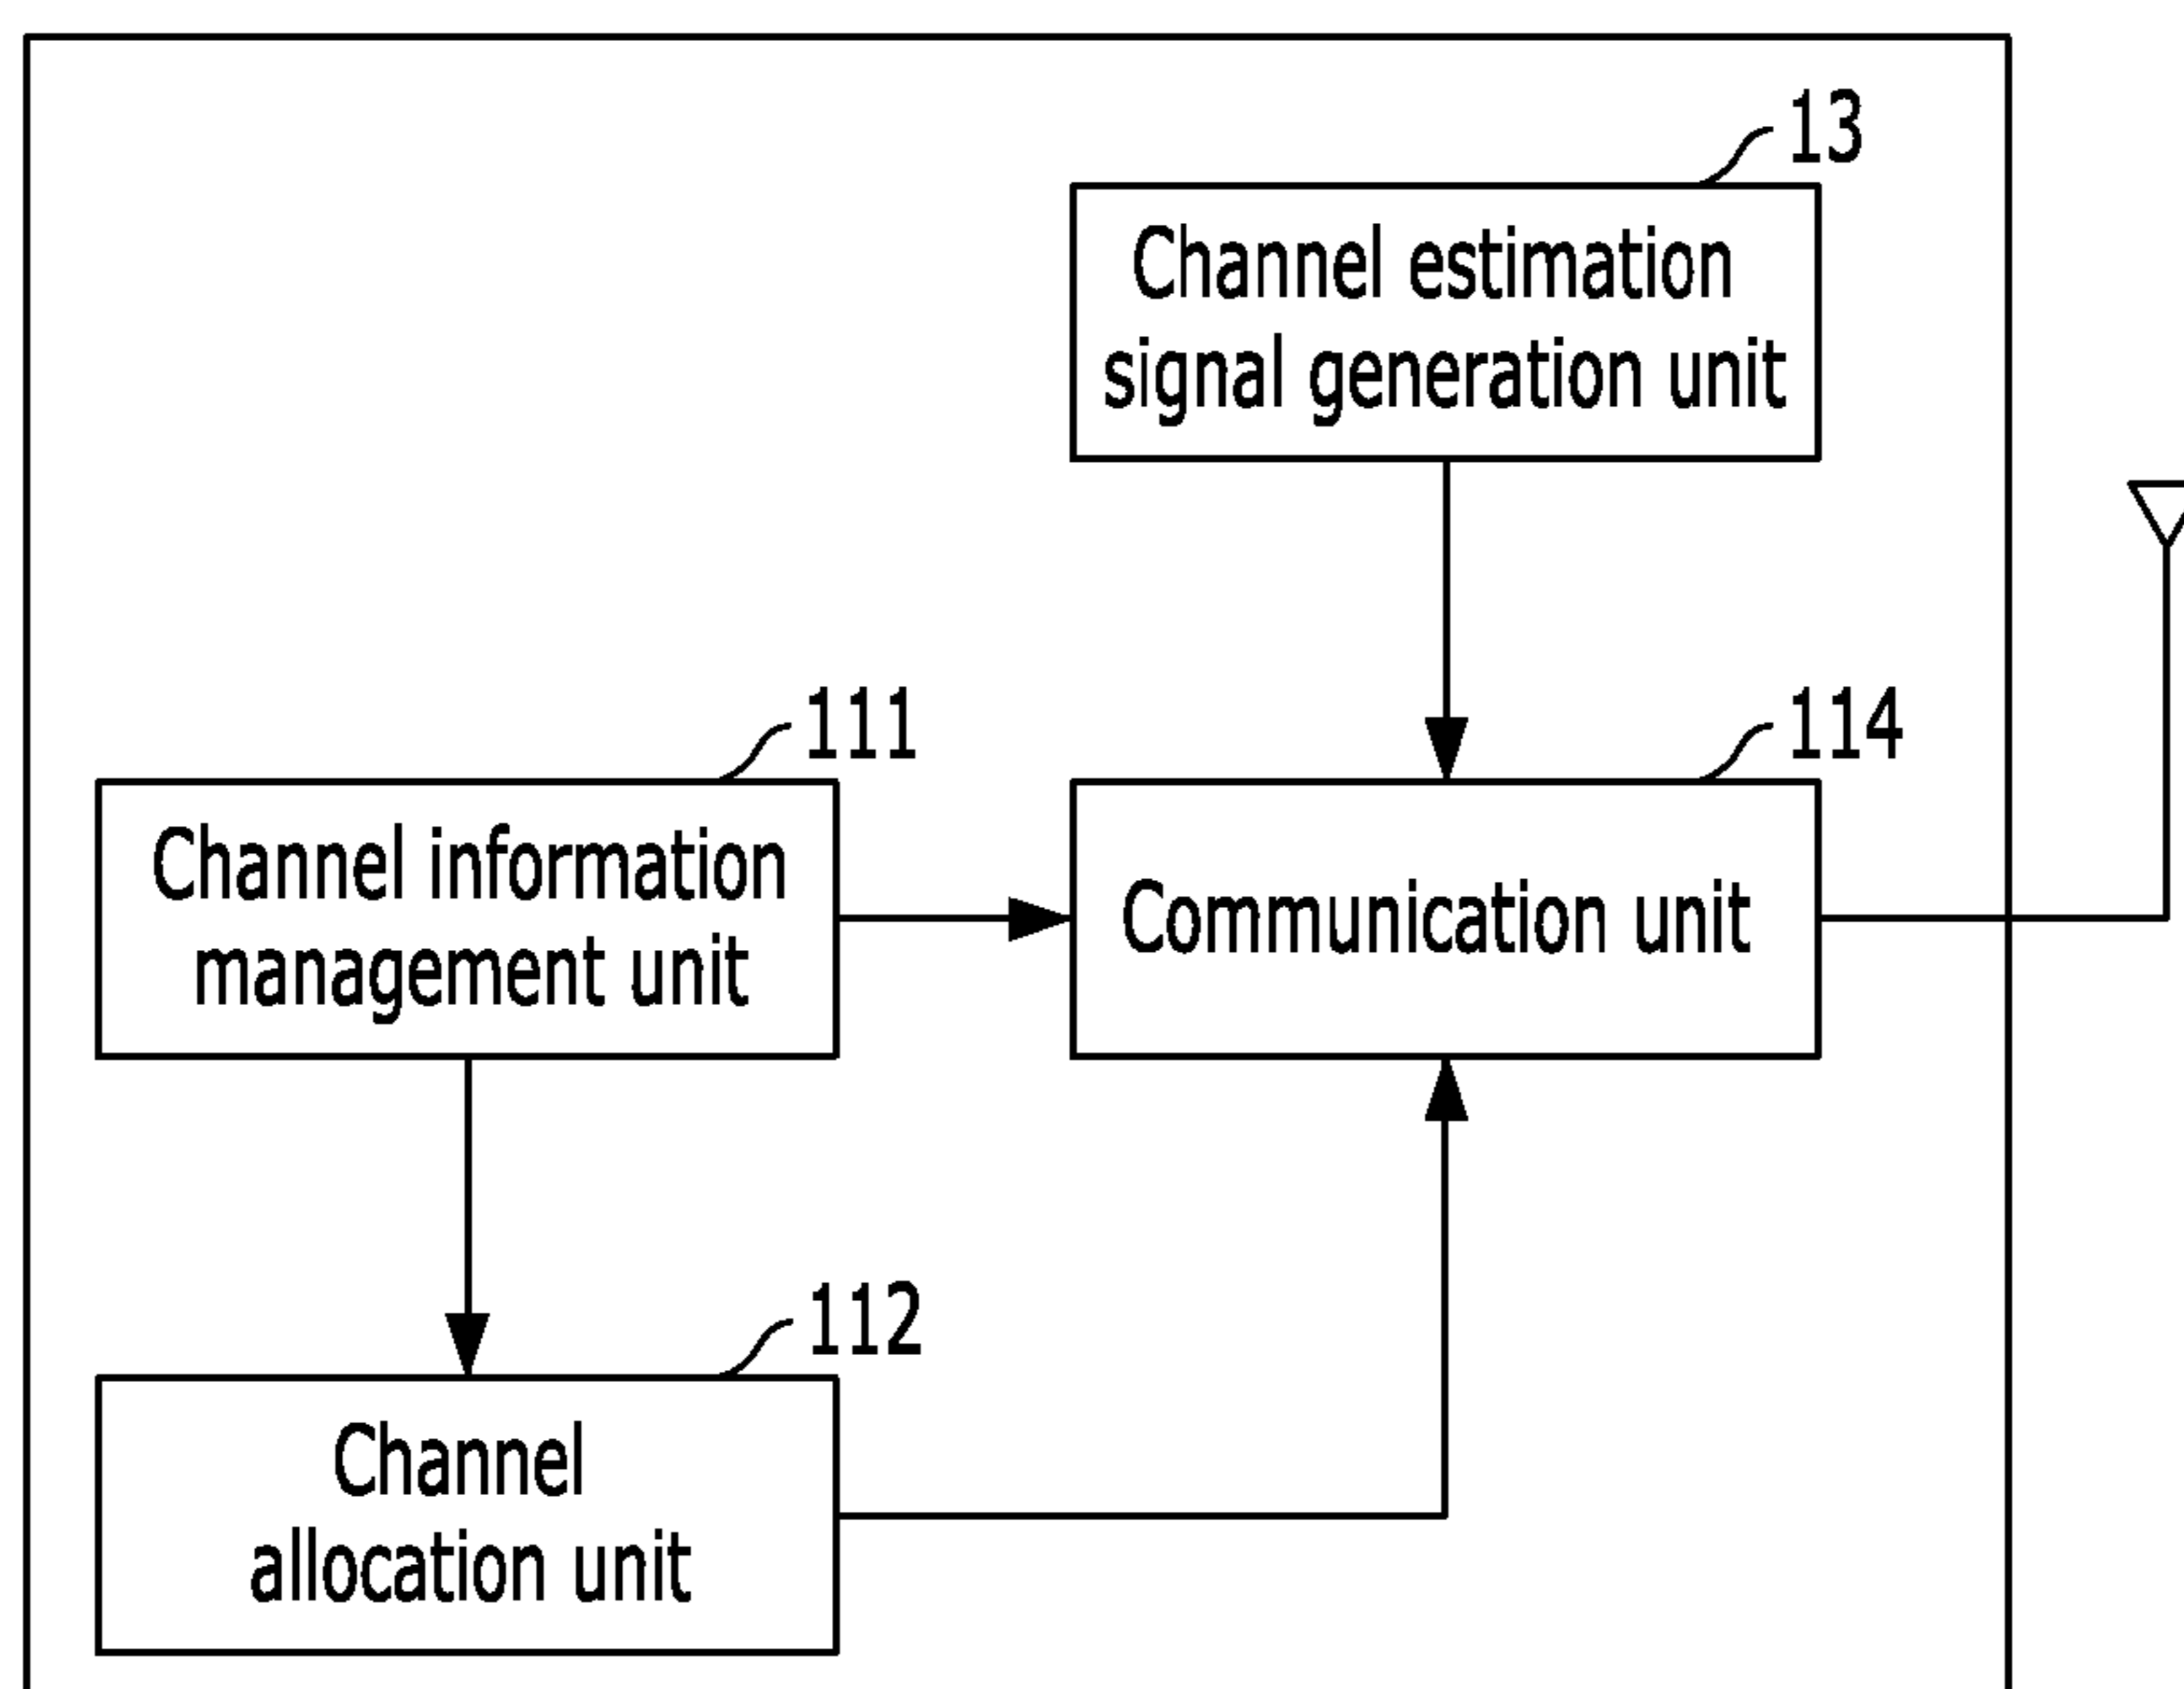 13
Channel estimation
signal generation unit
111
114
Channel information
management unit
Communication unit
112
Channel
allocation unit